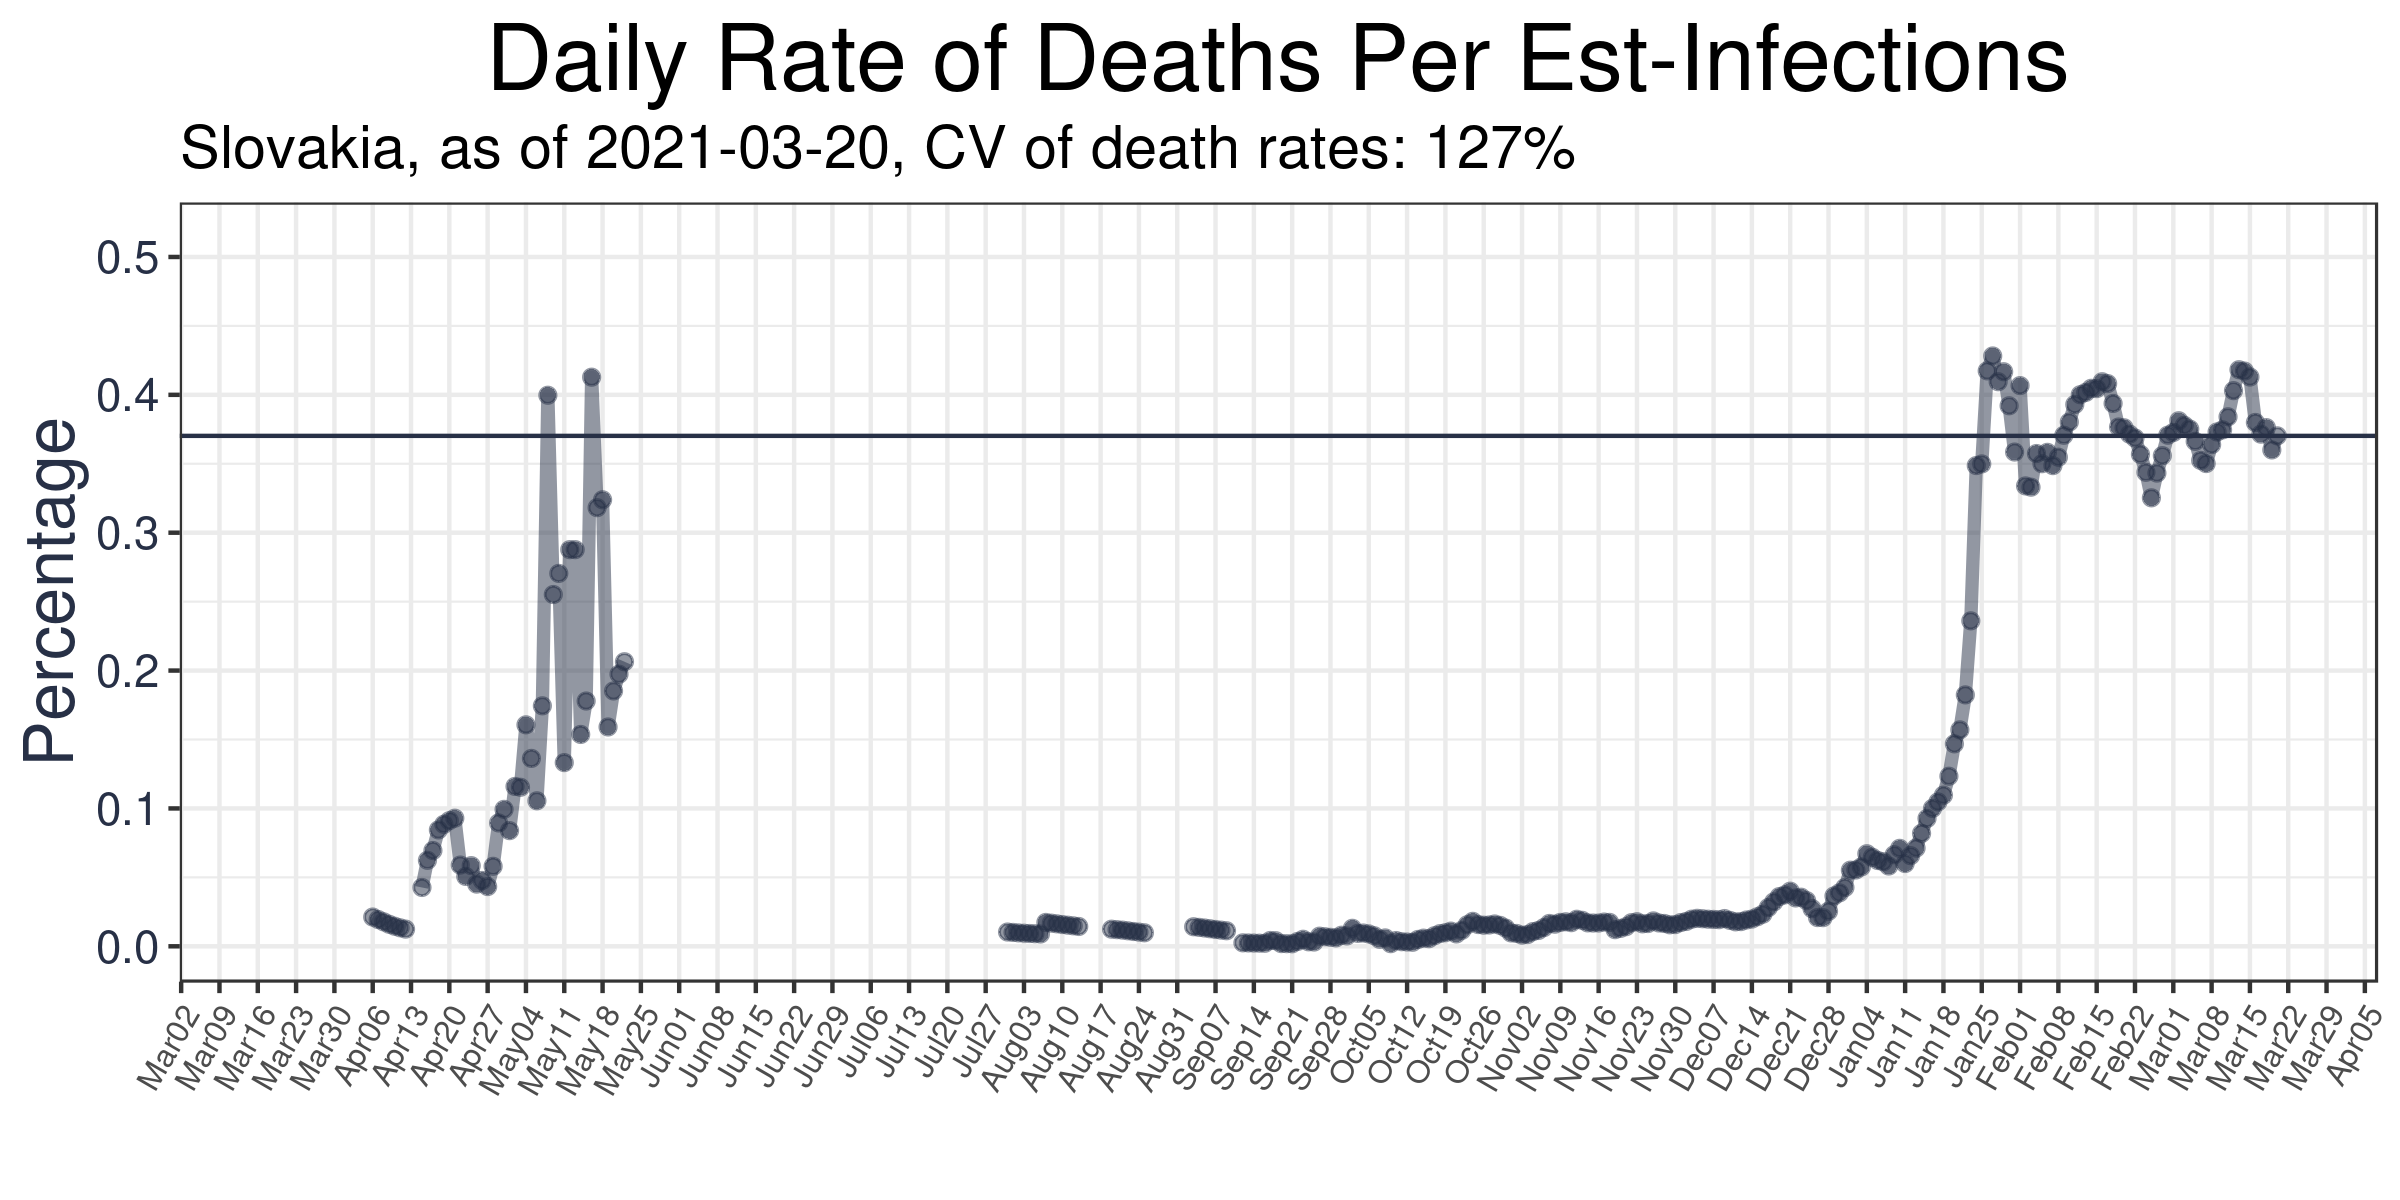 Daily Rate of Deaths Per Est-Infections
Slovakia, as of 2021-03-20, CV of death rates: 127%
Percentage
0.5
0.4
0.3
0.2
0.1
0.0
Mar02
Mar09
Mar16
Mar23
Mar30
Apr06
Apr13
Apr20
Apr27
May04
May11
May18
May25
Jun01
Jun08
Jun15
Jun22
Jun29
Jul06
Jul13
Jul20
Jul27
Aug03
Aug10
Aug17
Aug24
Aug31
Sep07
Sep14
Sep21
Sep28
Oct05
Oct12
Oct19
Oct26
Nov02
Nov09
Nov16
Nov23
Nov30
Dec07
Dec14
Dec21
Dec28
Jan04
Jan11
Jan18
Jan25
Feb01
Feb08
Feb15
Feb22
Mar01
Mar08
Mar15
Mar22
Mar29
Apr05